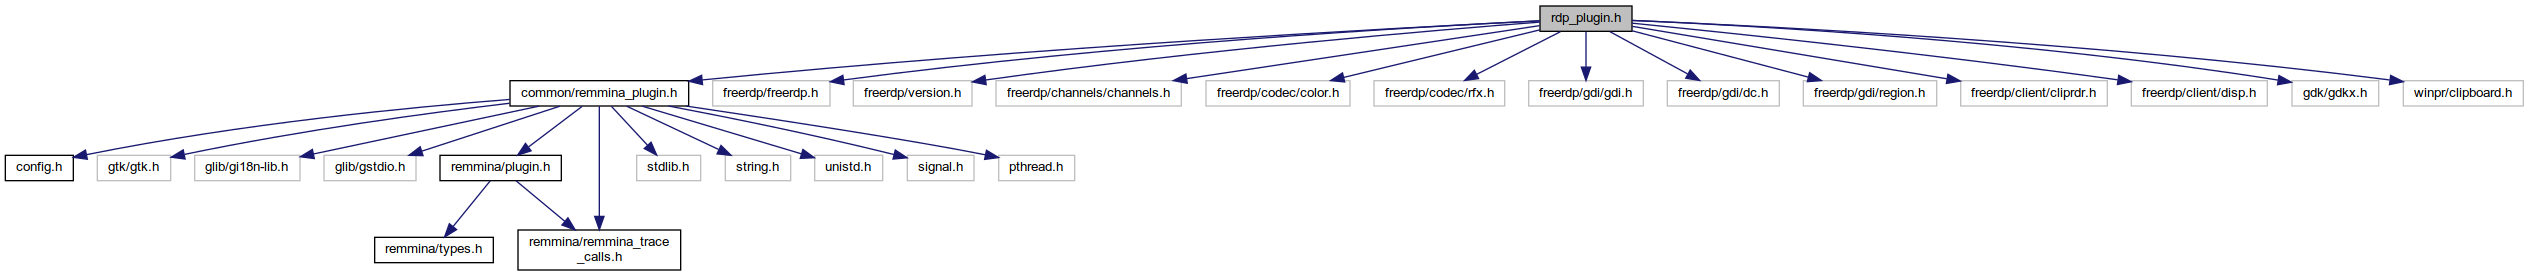 rdp_plugin.h
common/remmina_plugin.h
freerdp/freerdp.h
freerdp/version.h
freerdp/channels/channels.h
freerdp/codec/color.h
freerdp/codec/rfx.h
freerdp/gdi/gdi.h
freerdp/gdi/dc.h
freerdp/gdi/region.h
freerdp/client/cliprdr.h
freerdp/client/disp.h
gdk/gdkx.h
winpr/clipboard.h
config.h
gtk/gtk.h
glib/gi18n-lib.h
glib/gstdio.h
remmina/plugin.h
stdlib.h
string.h
unistd.h
signal.h
pthread.h
remmina/types.h
remmina/remmina_trace
_calls.h